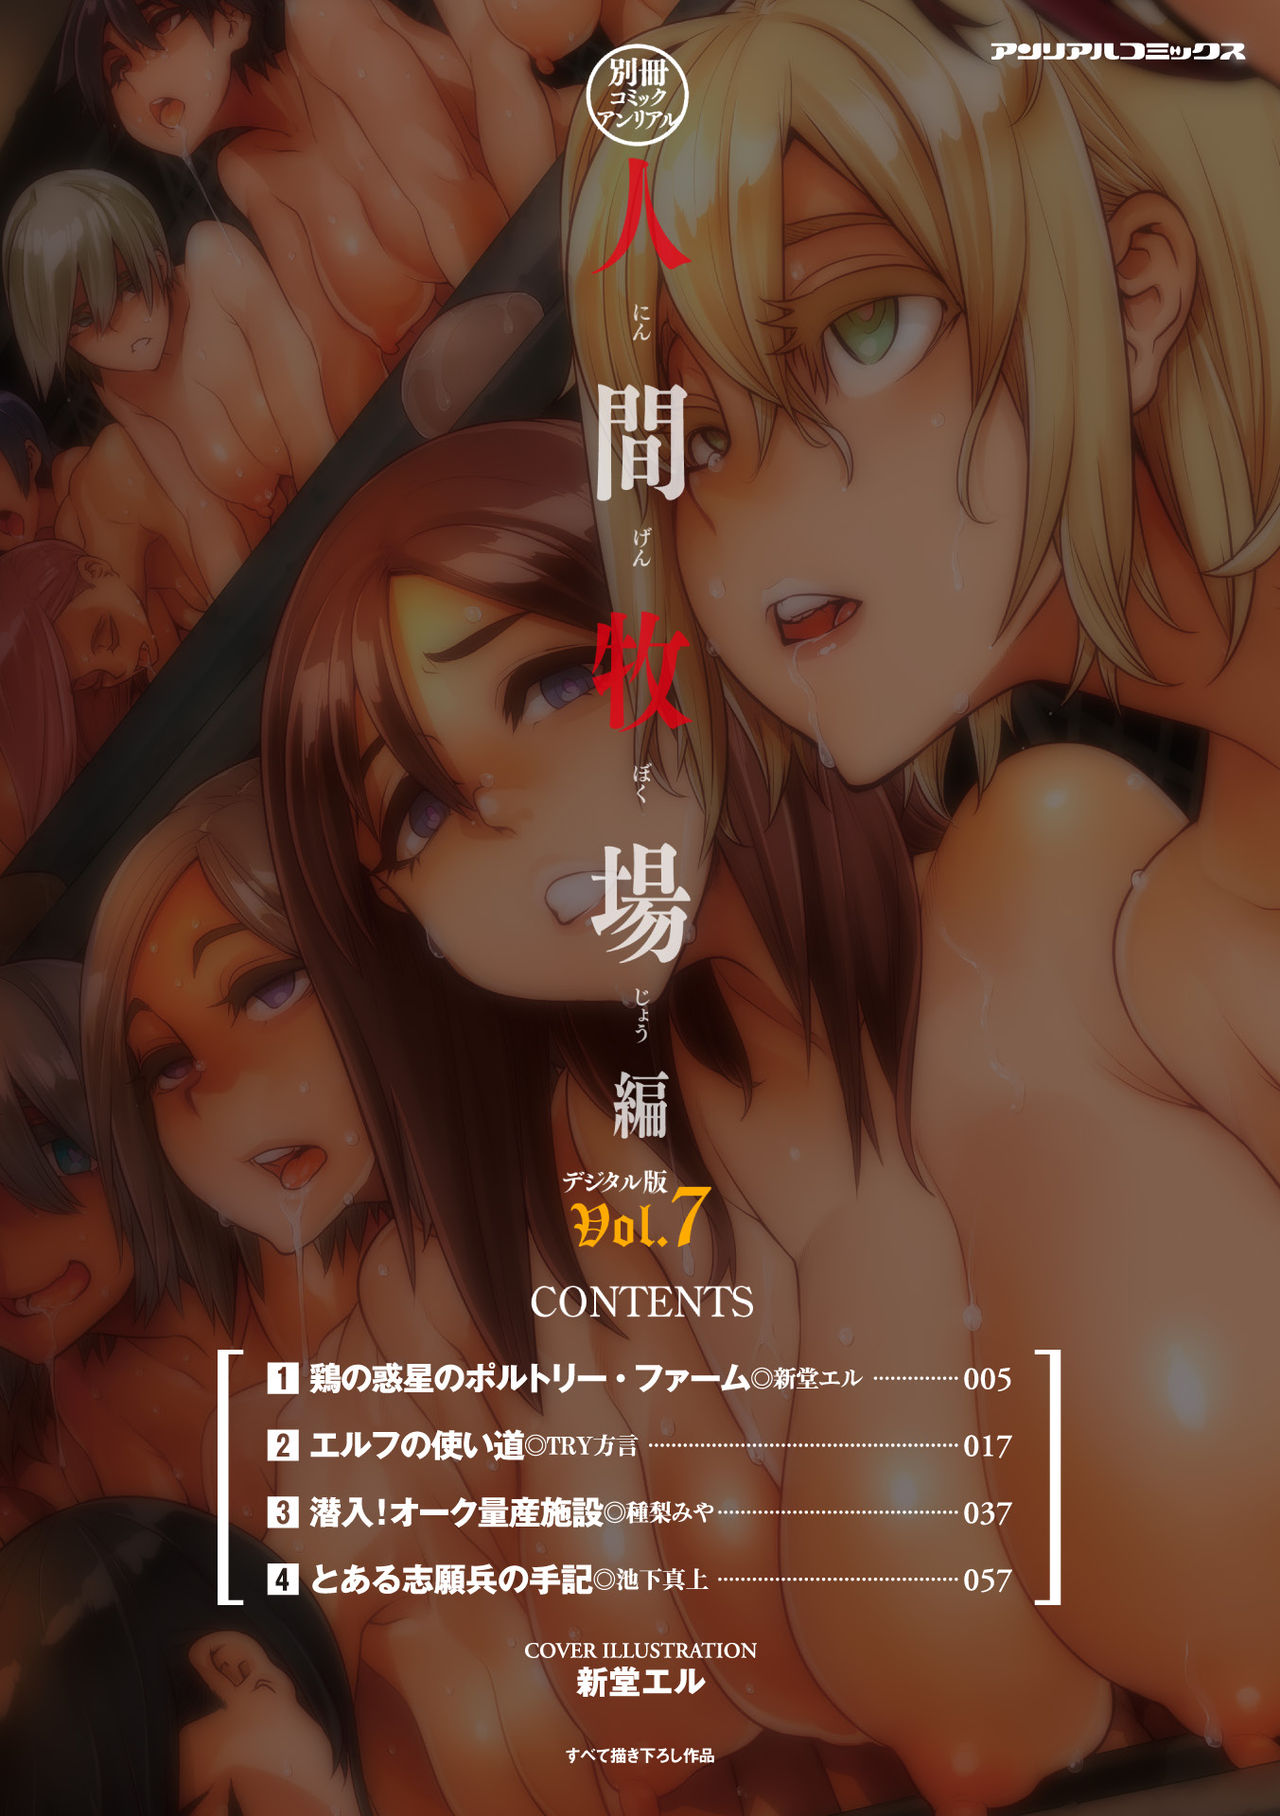 アンリアルコミックス
別冊
コミック
アンリアル
人間牧場編
にんげんぼくじょう
デジタル版
Vol.7
CONTENTS
1 鶏の惑星のポルトリー・ファーム◎新堂エル 005
2 エルフの使い道◎TRY方言 017
3 潜入!オーク量産施設◎種梨みや 037
4 とある志願兵の手記◎池下真上 057
COVER ILLUSTRATION
新堂エル
すべて描き下ろし作品